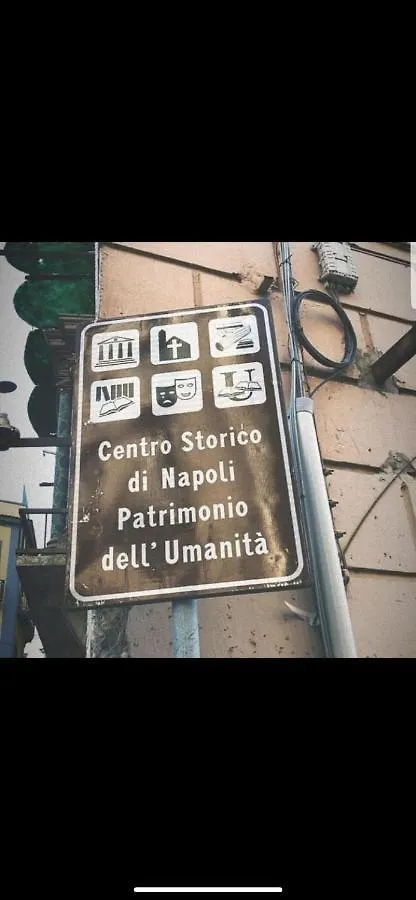 Centro Storico
di Napoli
Patrimonio
dell'Umanità